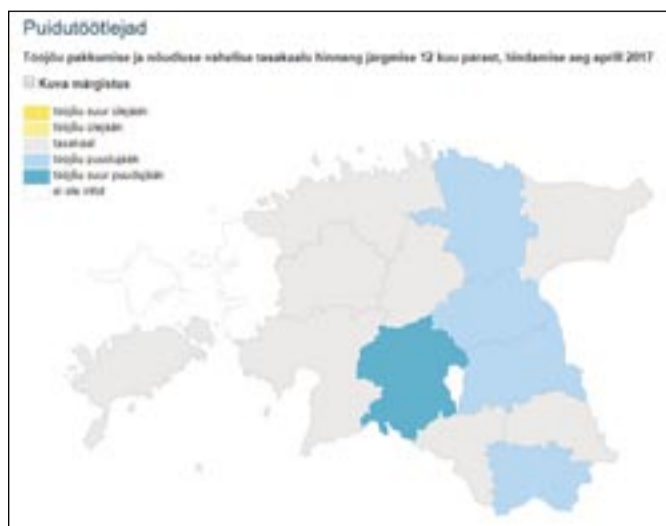 Puidutöötlejad
Tööjõu pakkumise ja nõudluse vahelise tasakaalu hinnang järgmise 12 kuu pärast, hindamise aeg aprill 2017
Kuva märgistus
tööjõu suur ülejääk
tööjõu ülejääk
tasakaal
tööjõu puudujääk
tööjõu suur puudujääk
ei ole infot